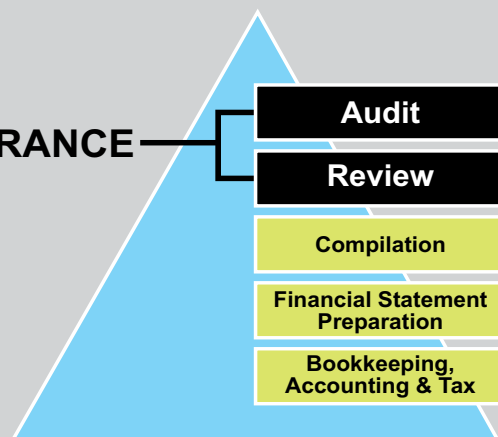 RANCE
Audit
Review
Compilation
Financial Statement
Preparation
Bookkeeping,
Accounting & Tax